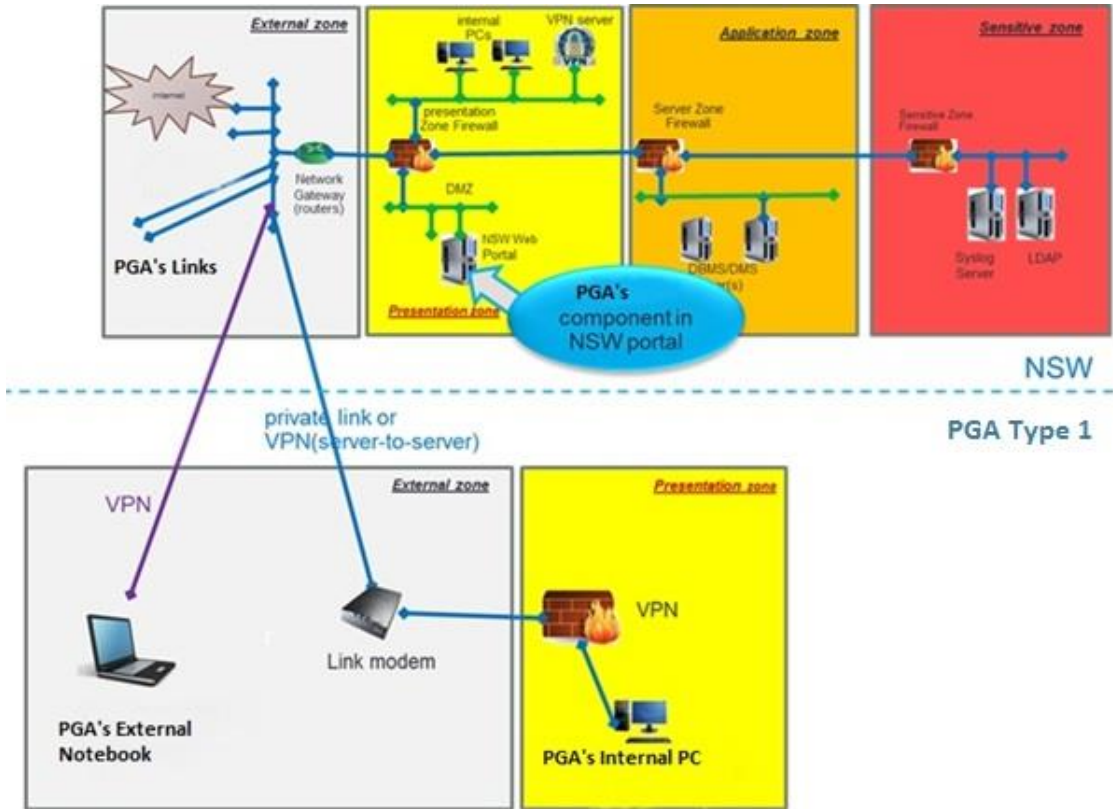 External zone
Internet
Network
Gateway
(routers)
PGA's Links
internal
PCs
VPN server
VPN
presentation
Zone Firewall
DMZ
NSW Web
Portal
Presentation zone
PGA's
component in
NSW portal
Application zone
Server Zone
Firewall
DBMS/DMS
Sensitive zone
Sensitive Zone
Firewall
Syslog
Server
LDAP
NSW
PGA Type 1
private link or
VPN(server-to-server)
VPN
External zone
Link modem
PGA's External
Notebook
Presentation zone
VPN
PGA's Internal PC